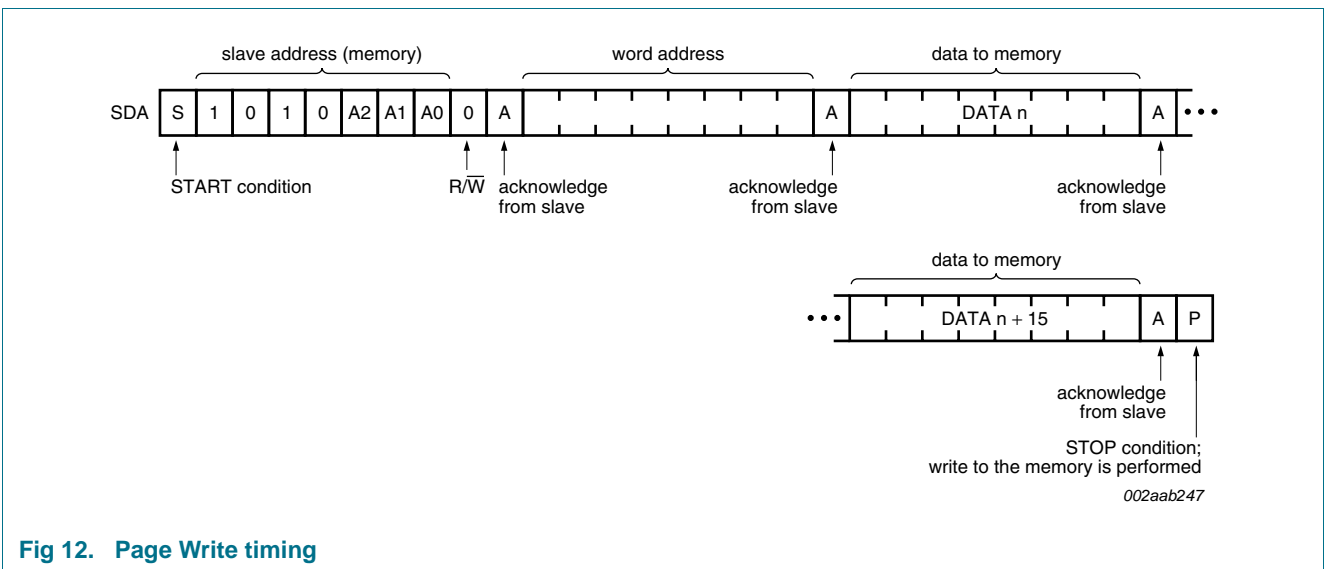 slave address (memory) word address data to memory
SDA S 1 0 1 0 A2 A1 A0 0 A A DATA n A •••
START condition R/W̅ acknowledge from slave acknowledge from slave acknowledge from slave
data to memory
••• DATA n + 15 A P
acknowledge
from slave
STOP condition;
write to the memory is performed
002aab247
Fig 12. Page Write timing